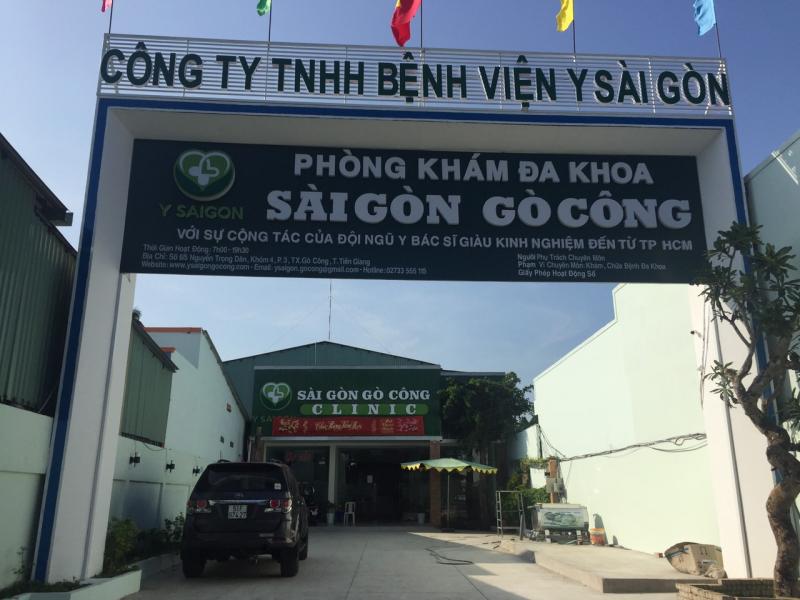 CÔNG TY TNHH BỆNH VIỆN Y SÀI GÒN
PHÒNG KHÁM ĐA KHOA
Y SAIGON
SÀI GÒN GÒ CÔNG
VỚI SỰ CỘNG TÁC CỦA ĐỘI NGŨ Y BÁC SĨ GIÀU KINH NGHIỆM ĐẾN TỪ TP HCM
Thời Gian Hoạt Động: 7h00 - 19h30
Địa Chỉ: Số 65 Nguyễn Trọng Dân, Khóm 4, P. 3, TX.Gò Công, T. Tiền Giang
Website: www.ysaigongocong.com - Email: ysaigon.gocong@gmail.com - Hotline: 02733 555 115
Người Phụ Trách Chuyên Môn
Phạm Vi Chuyên Môn: Khám, Chữa Bệnh Đa Khoa
Giấy Phép Hoạt Động Số
Y SAIGON
SÀI GÒN GÒ CÔNG
CLINIC
51F